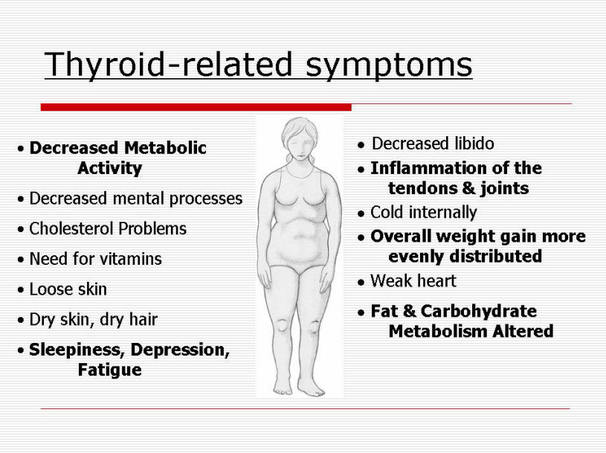 Thyroid-related symptoms
• Decreased Metabolic
Activity
• Decreased mental processes
• Cholesterol Problems
• Need for vitamins
• Loose skin
• Dry skin, dry hair
• Sleepiness, Depression,
Fatigue
• Decreased libido
• Inflammation of the
tendons & joints
• Cold internally
• Overall weight gain more
evenly distributed
• Weak heart
• Fat & Carbohydrate
Metabolism Altered